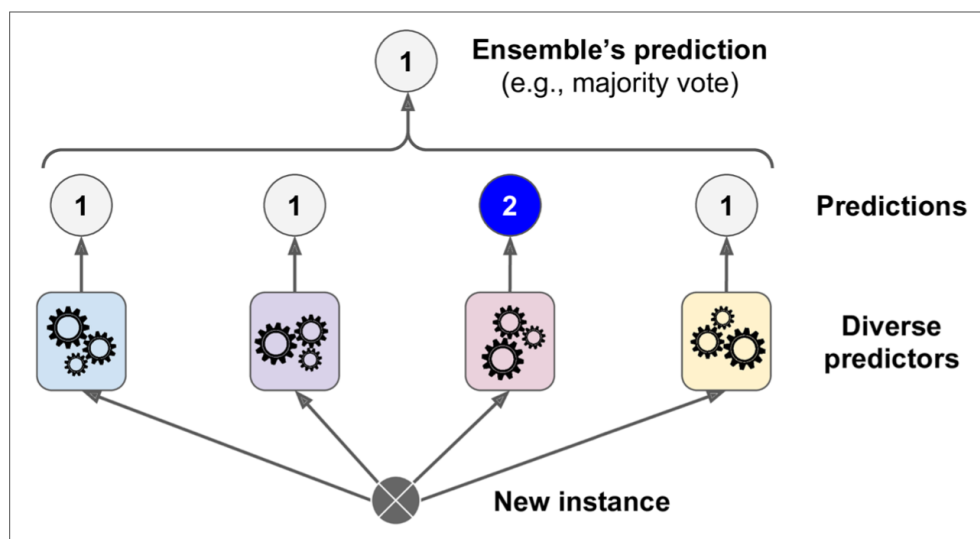 1
Ensemble’s prediction
(e.g., majority vote)
1 1 2 1 Predictions
Diverse
predictors
New instance